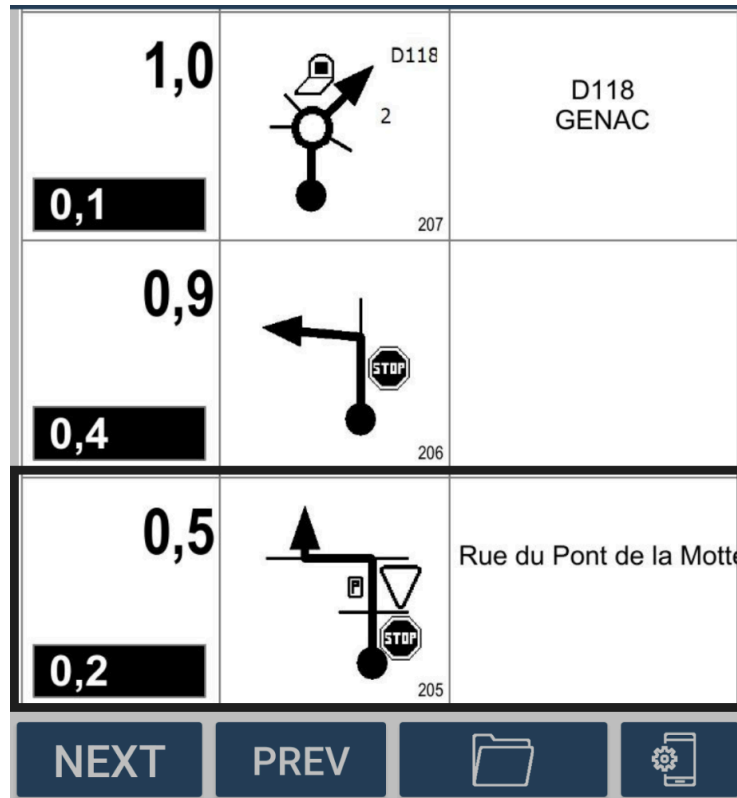 1,0
D118
2
D118
GENAC
0,1
207
0,9
STOP
0,4
206
0,5
Rue du Pont de la Motte
P
STOP
0,2
205
NEXT
PREV